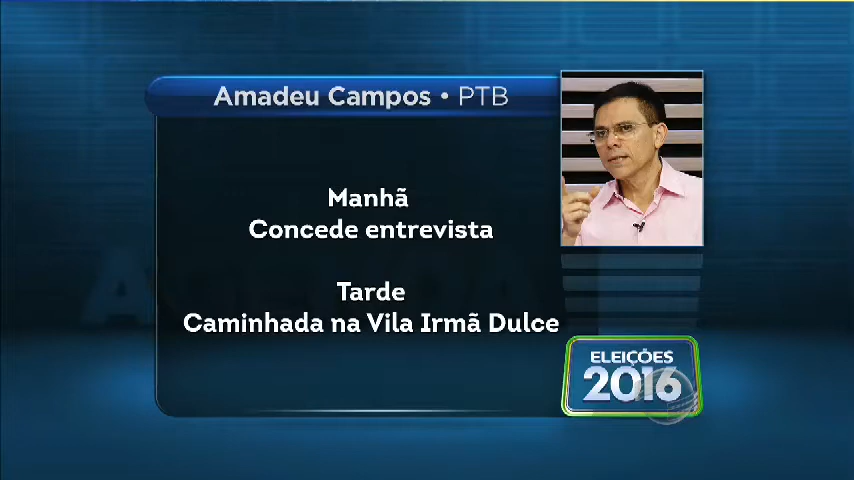 Amadeu Campos • PTB
Manhã
Concede entrevista
Tarde
Caminhada na Vila Irmã Dulce
ELEIÇÕES
2016